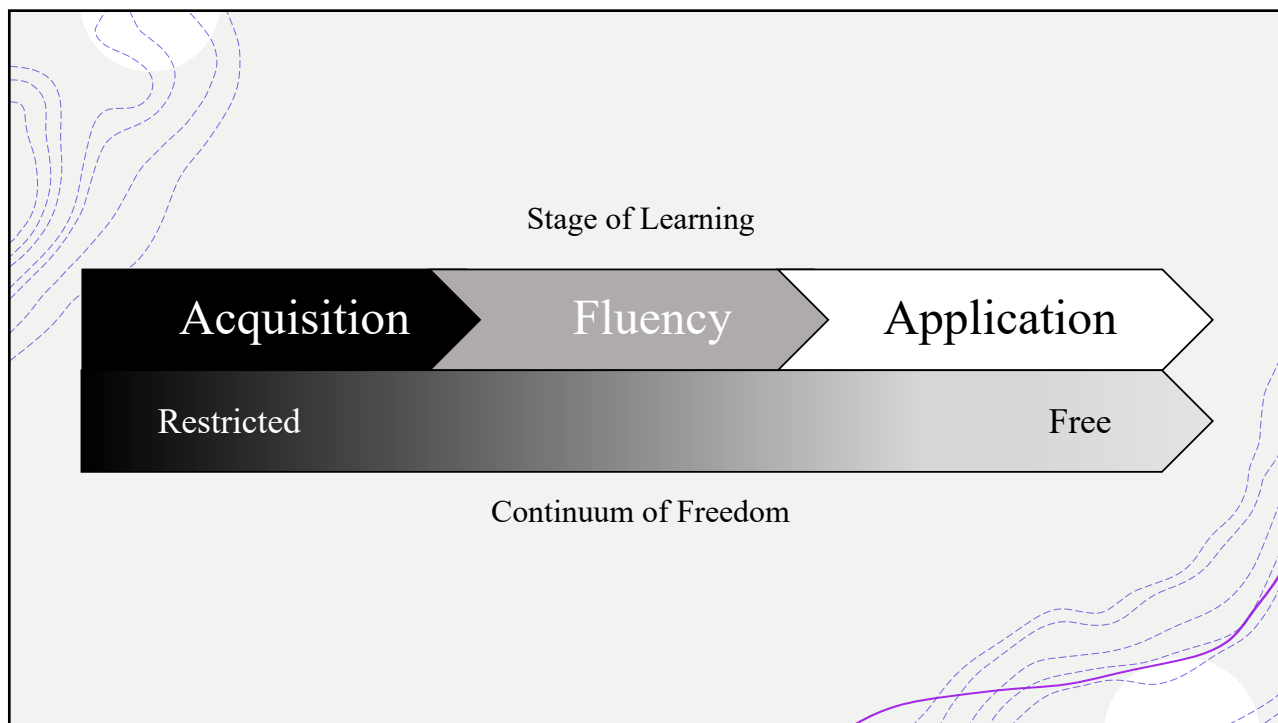 Stage of Learning
Acquisition Fluency Application
Restricted Free
Continuum of Freedom